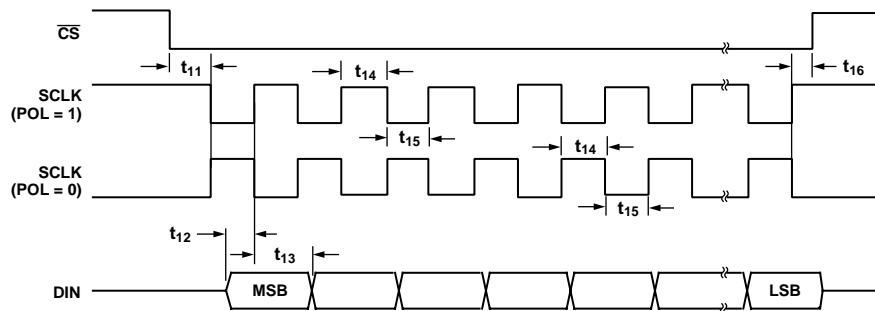 CS
t11
t14
t16
SCLK
(POL = 1)
t15
t14
SCLK
(POL = 0)
t15
t12
t13
DIN
MSB
LSB